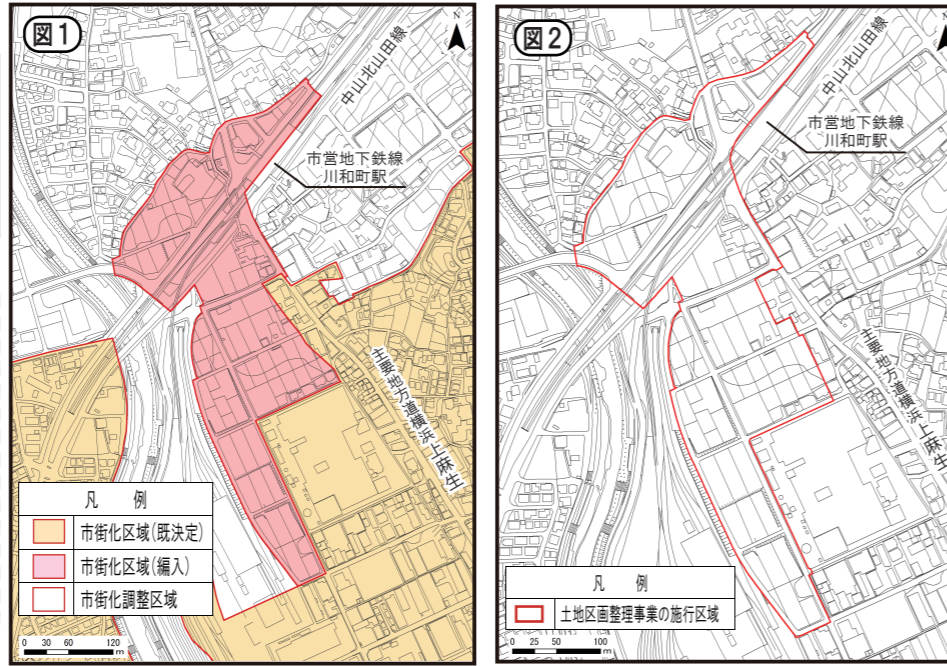 図1
N
中山北山田線
市営地下鉄線
川和町駅
主要地方道横浜上麻生
凡 例
市街化区域(既決定)
市街化区域(編入)
市街化調整区域
0 30 60 120
m
図2
中山北山田線
市営地下鉄線
川和町駅
主要地方道横浜上麻生
凡 例
土地区画整理事業の施行区域
0 25 50 100
m